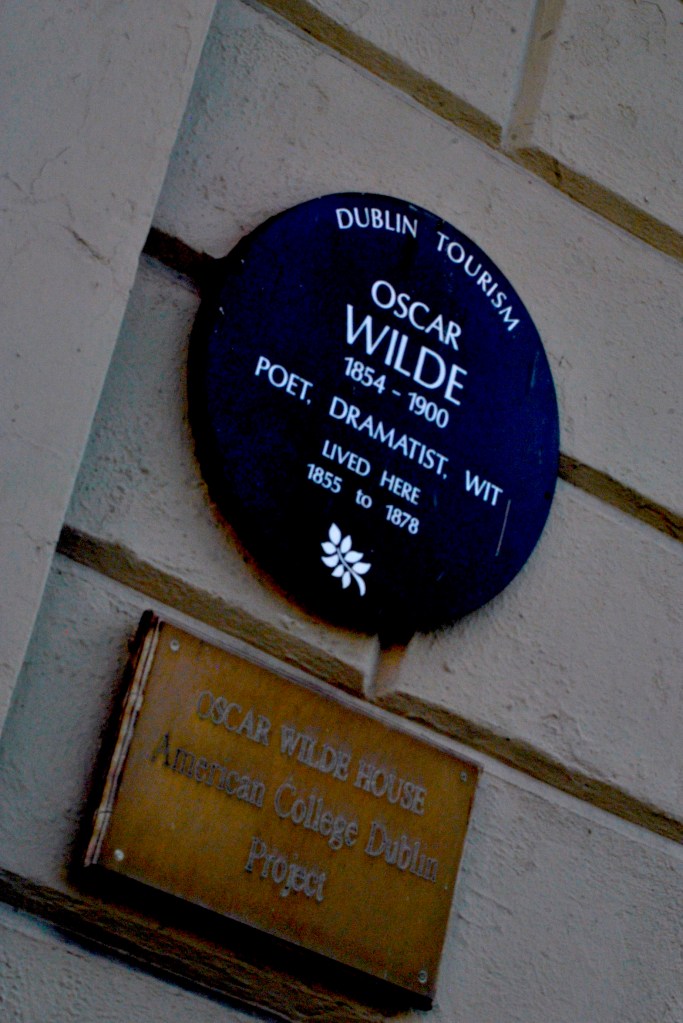 DUBLIN TOURISM
OSCAR
WILDE
1854 - 1900
POET, DRAMATIST, WIT
LIVED HERE
1855 to 1878
OSCAR WILDE HOUSE
American College Dublin
Project